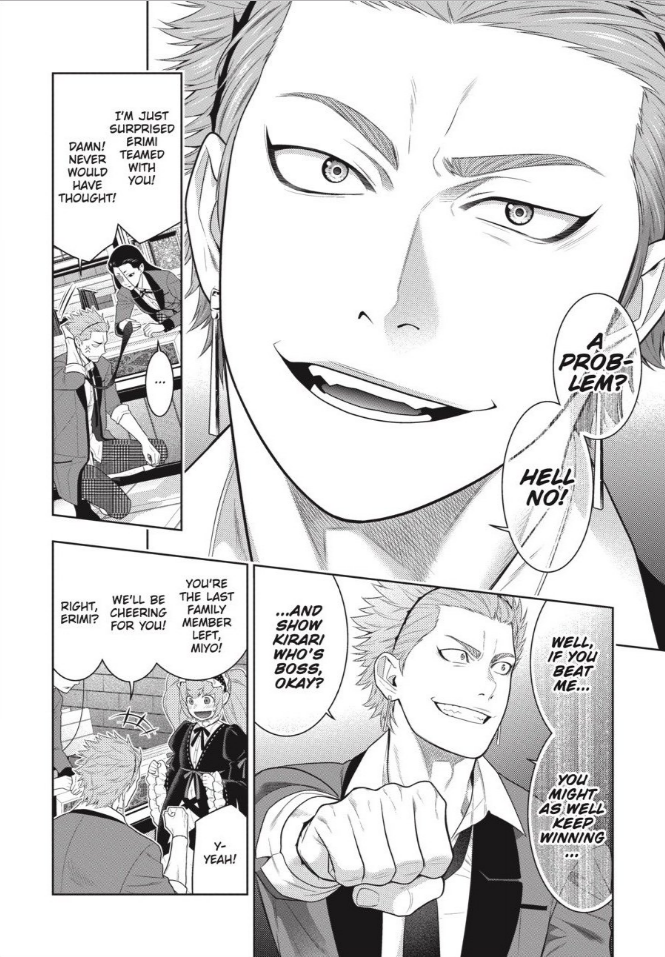 A
PROB-
LEM?
HELL
NO!
I'M JUST
SURPRISED
ERIMI
TEAMED
WITH
YOU!
DAMN!
NEVER
WOULD
HAVE
THOUGHT!
...
WELL,
IF YOU
BEAT
ME...
YOU
MIGHT
AS WELL
KEEP
WINNING
...
...AND
SHOW
KIRARI
WHO'S
BOSS,
OKAY?
YOU'RE
THE LAST
FAMILY
MEMBER
LEFT,
MIYO!
WE'LL BE
CHEERING
FOR YOU!
RIGHT,
ERIMI?
Y-
YEAH!